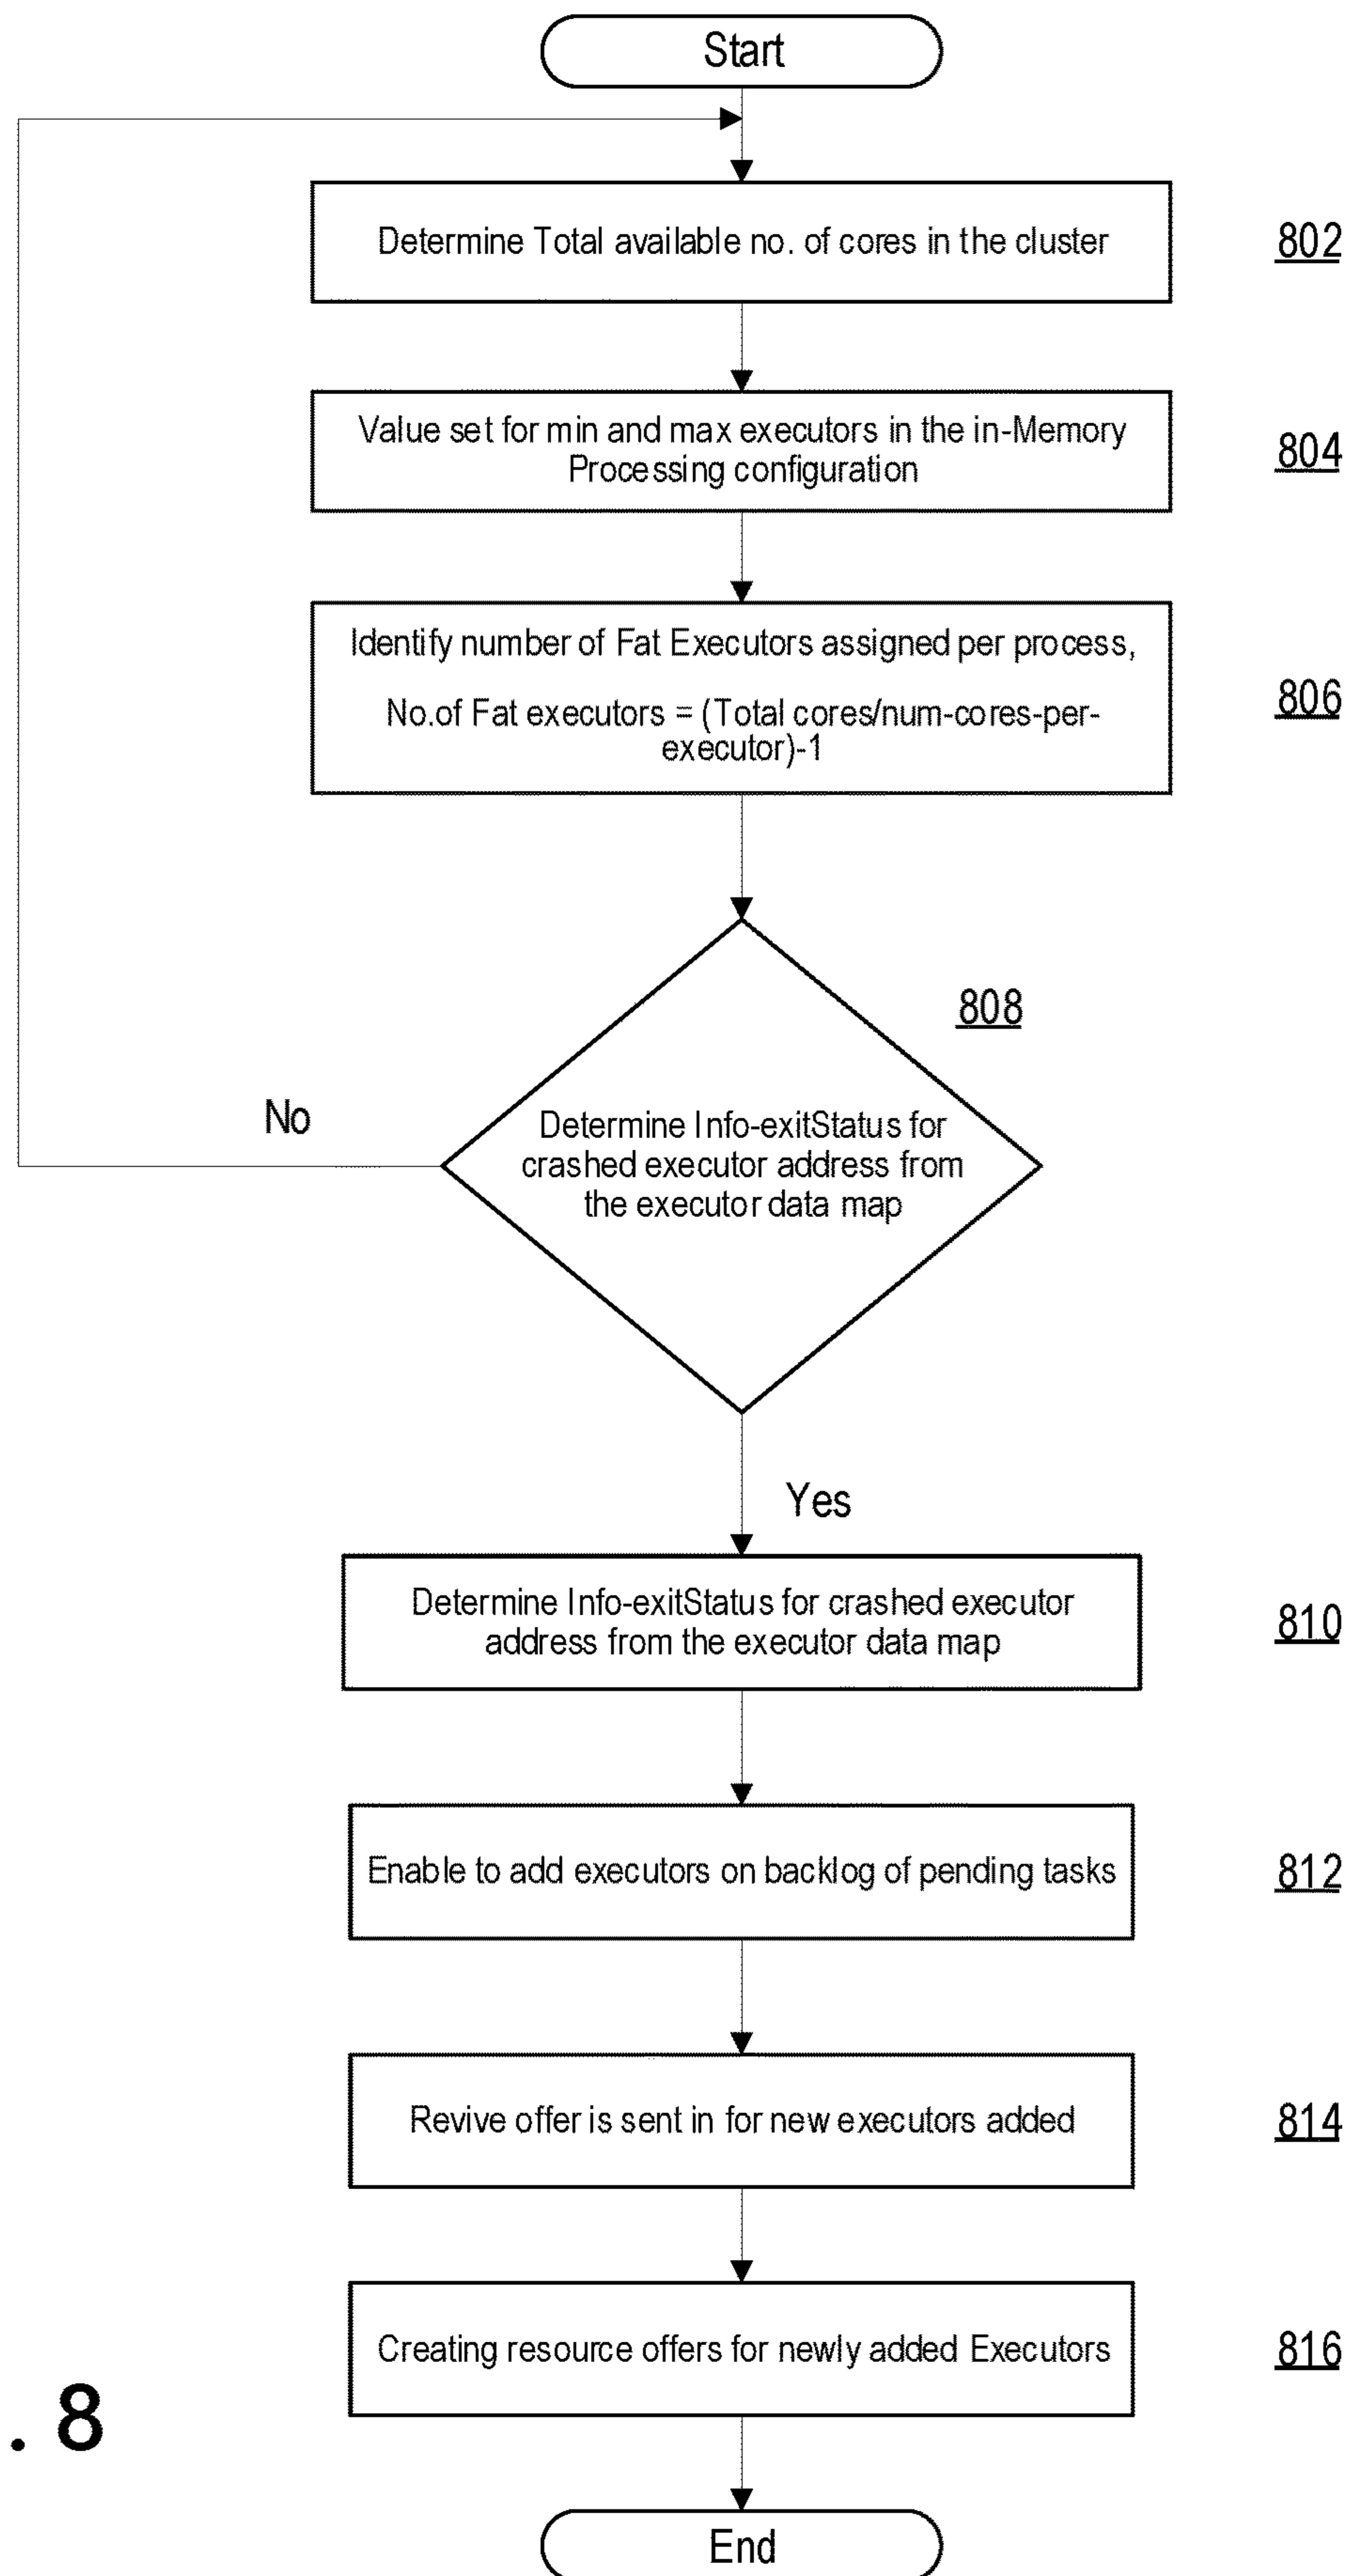 Start
Determine Total available no. of cores in the cluster
802
Value set for min and max executors in the in-Memory
Processing configuration
804
Identify number of Fat Executors assigned per process,
No.of Fat executors = (Total cores/num-cores-per-
executor)-1
806
808
No
Determine Info-exitStatus for
crashed executor address from
the executor data map
Yes
Determine Info-exitStatus for crashed executor
address from the executor data map
810
Enable to add executors on backlog of pending tasks
812
Revive offer is sent in for new executors added
814
Creating resource offers for newly added Executors
816
. 8
End